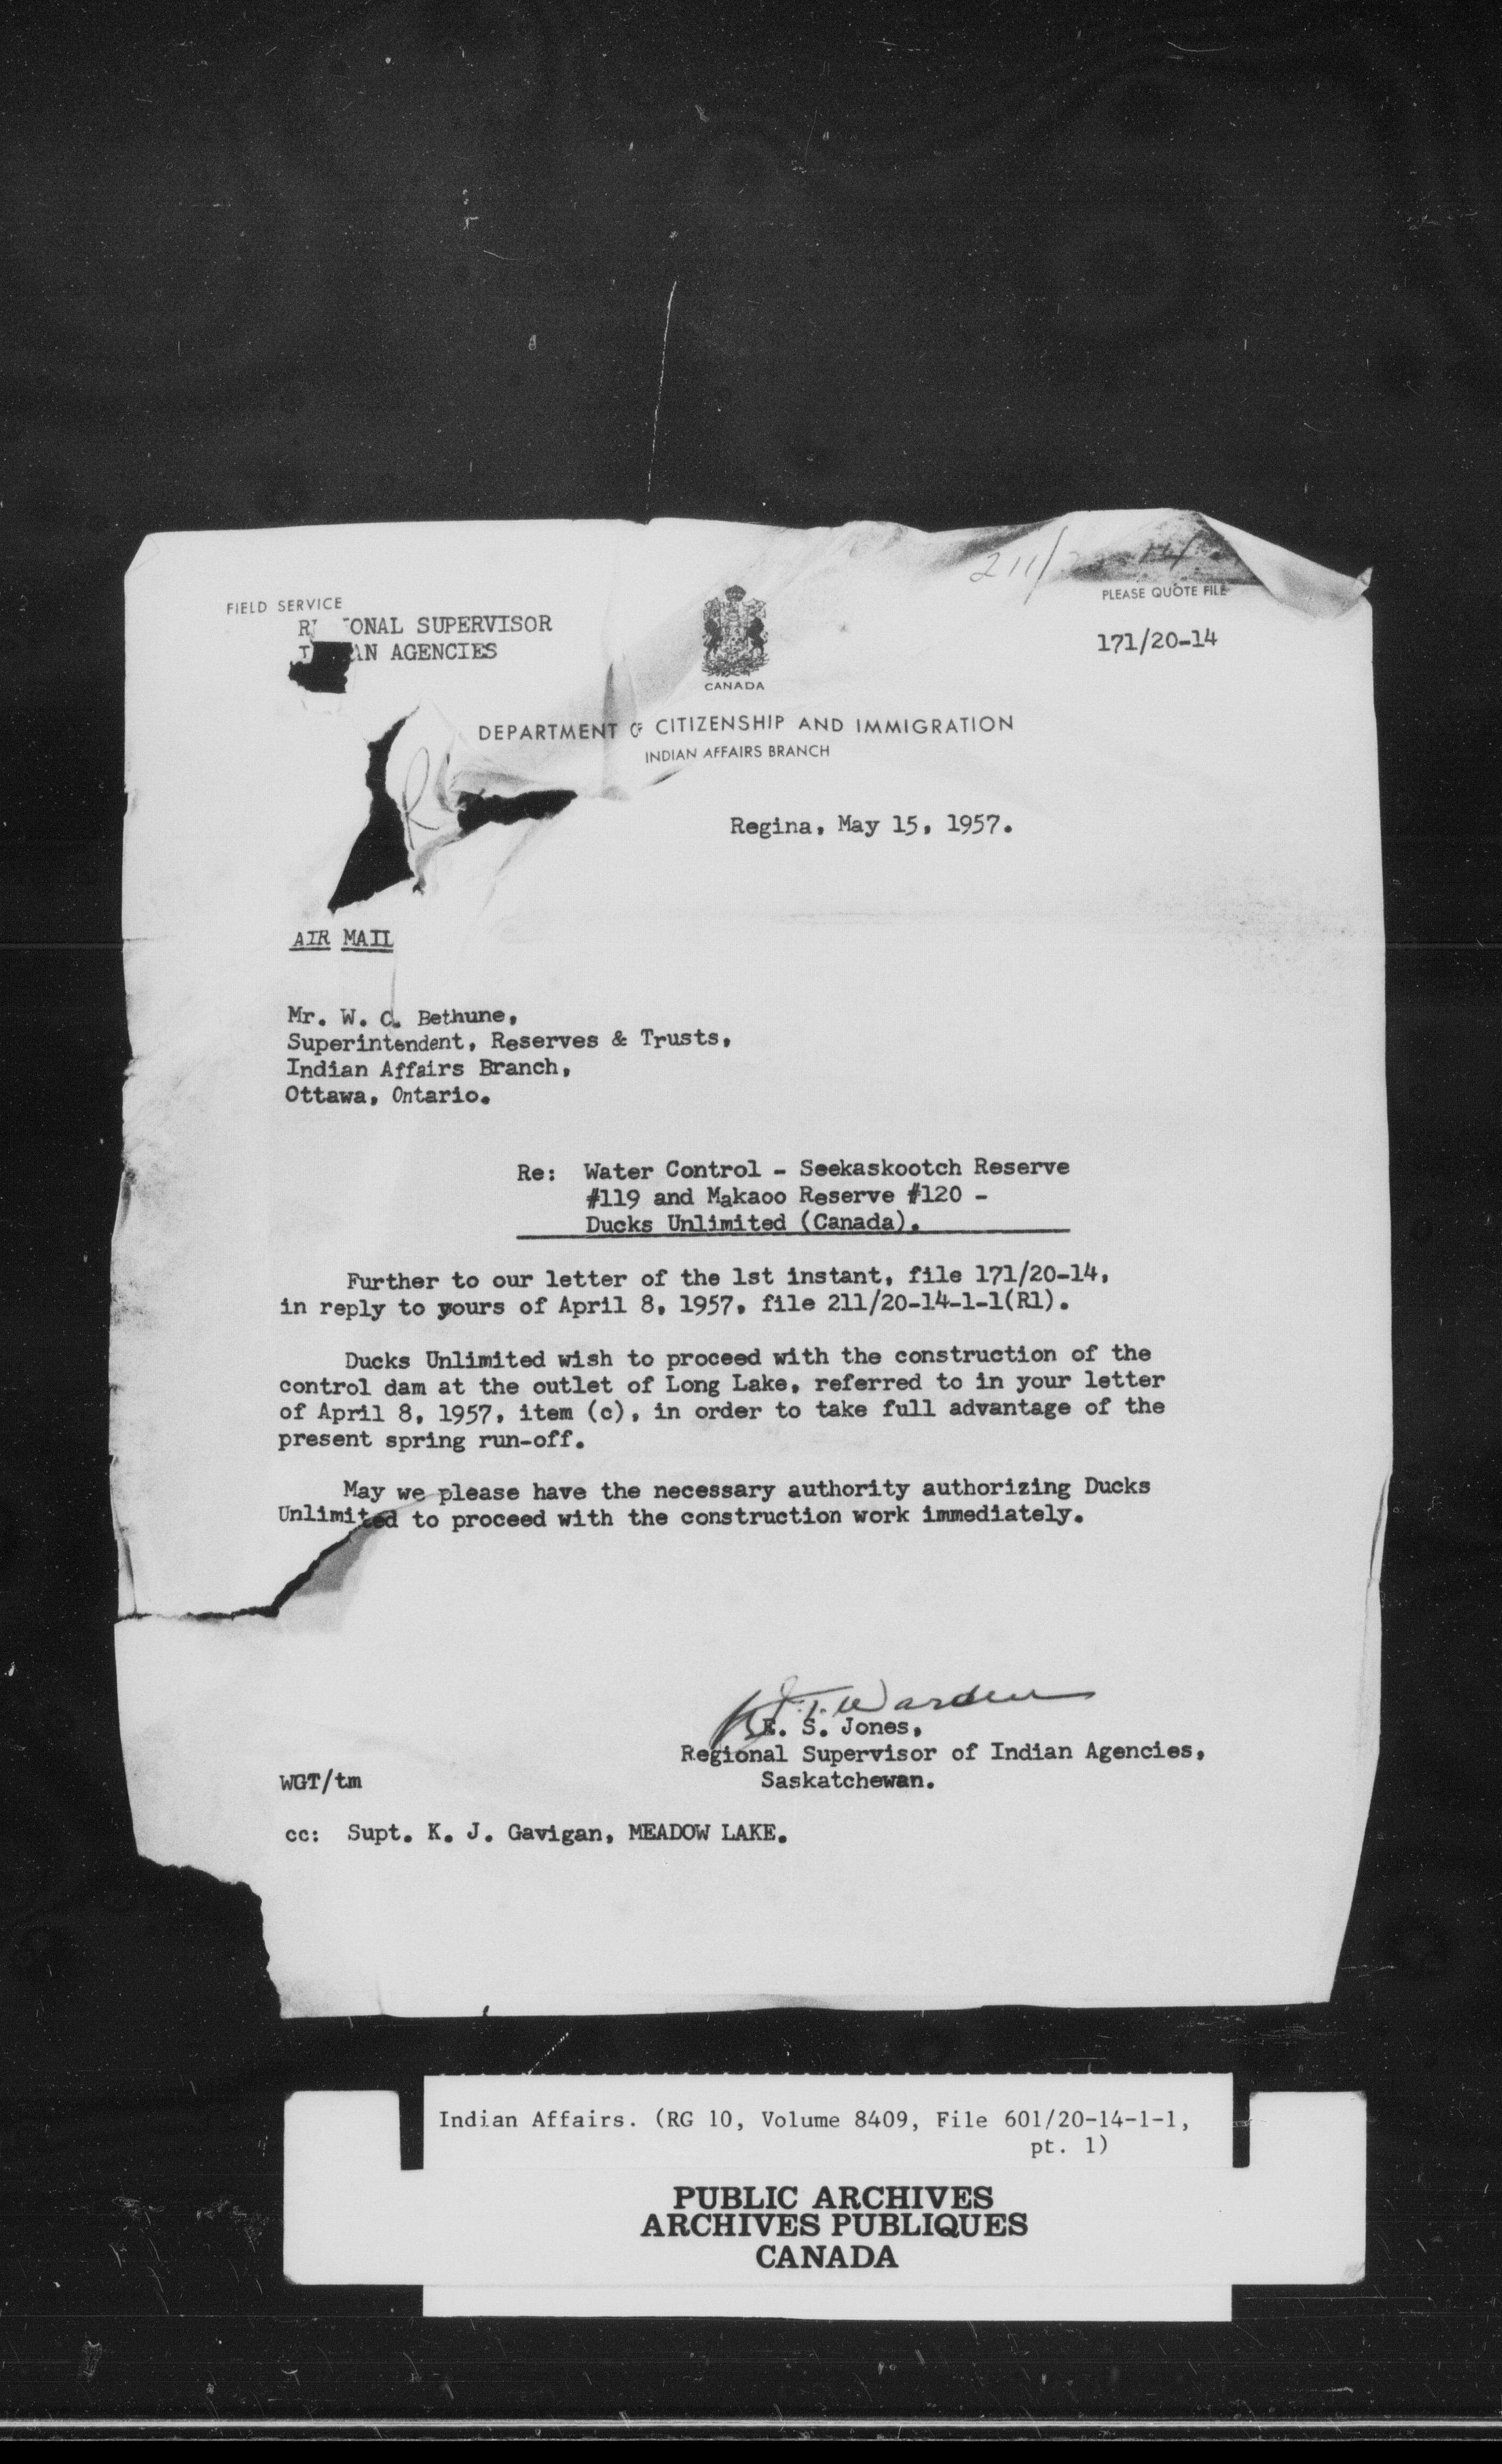 211/
FIELD SERVICE
PLEASE QUOTE FILE
ONAL SUPERVISOR
AN AGENCIES
171/20-14
CANADA
DEPARTMENT OF CITIZENSHIP AND IMMIGRATION
INDIAN AFFAIRS BRANCH
Regina, May 15, 1957.
AIR MAIL
Mr. W. C. Bethune,
Superintendent, Reserves & Trusts,
Indian Affairs Branch,
Ottawa, Ontario.
Re: Water Control - Seekaskootch Reserve
#119 and Makaoo Reserve #120 -
Ducks Unlimited (Canada).
Further to our letter of the 1st instant, file 171/20-14,
in reply to yours of April 8, 1957, file 211/20-14-1-1(R1).
Ducks Unlimited wish to proceed with the construction of the
control dam at the outlet of Long Lake, referred to in your letter
of April 8, 1957, item (c), in order to take full advantage of the
present spring run-off.
May we please have the necessary authority authorizing Ducks
Unlimited to proceed with the construction work immediately.
Warden
E. S. Jones,
Regional Supervisor of Indian Agencies,
Saskatchewan.
WGT/tm
cc: Supt. K. J. Gavigan, MEADOW LAKE.
Indian Affairs. (RG 10, Volume 8409, File 601/20-14-1-1,
pt. 1)
PUBLIC ARCHIVES
ARCHIVES PUBLIQUES
CANADA